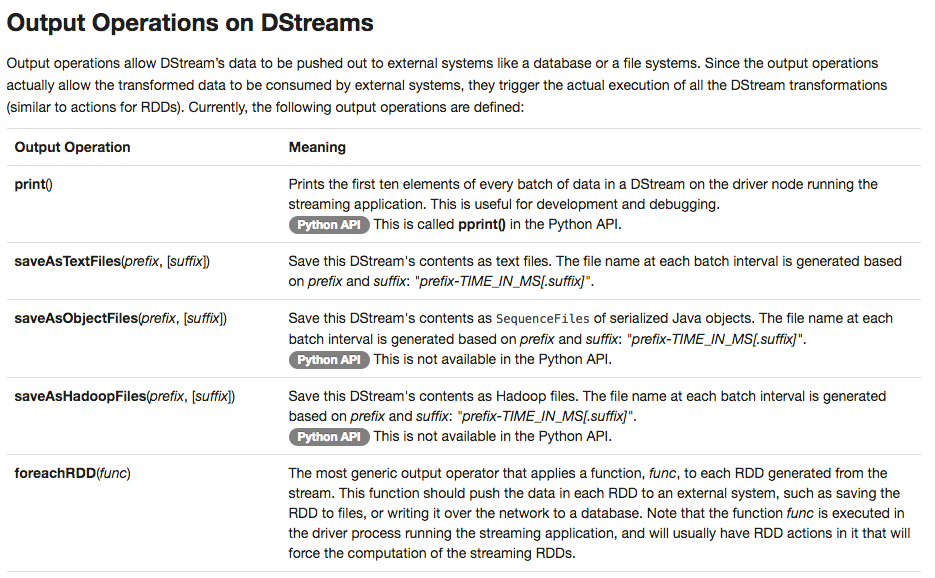 Output Operations on DStreams
Output operations allow DStream's data to be pushed out to external systems like a database or a file systems. Since the output operations
actually allow the transformed data to be consumed by external systems, they trigger the actual execution of all the DStream transformations
(similar to actions for RDDs). Currently, the following output operations are defined:
Output Operation Meaning
print() Prints the first ten elements of every batch of data in a DStream on the driver node running the
streaming application. This is useful for development and debugging.
Python API This is called pprint() in the Python API.
saveAsTextFiles(prefix, [suffix]) Save this DStream's contents as text files. The file name at each batch interval is generated based
on prefix and suffix: "prefix-TIME_IN_MS[.suffix]".
saveAsObjectFiles(prefix, [suffix]) Save this DStream's contents as SequenceFiles of serialized Java objects. The file name at each
batch interval is generated based on prefix and suffix: "prefix-TIME_IN_MS[.suffix]".
Python API This is not available in the Python API.
saveAsHadoopFiles(prefix, [suffix]) Save this DStream's contents as Hadoop files. The file name at each batch interval is generated
based on prefix and suffix: "prefix-TIME_IN_MS[.suffix]".
Python API This is not available in the Python API.
foreachRDD(func) The most generic output operator that applies a function, func, to each RDD generated from the
stream. This function should push the data in each RDD to an external system, such as saving the
RDD to files, or writing it over the network to a database. Note that the function func is executed in
the driver process running the streaming application, and will usually have RDD actions in it that will
force the computation of the streaming RDDs.